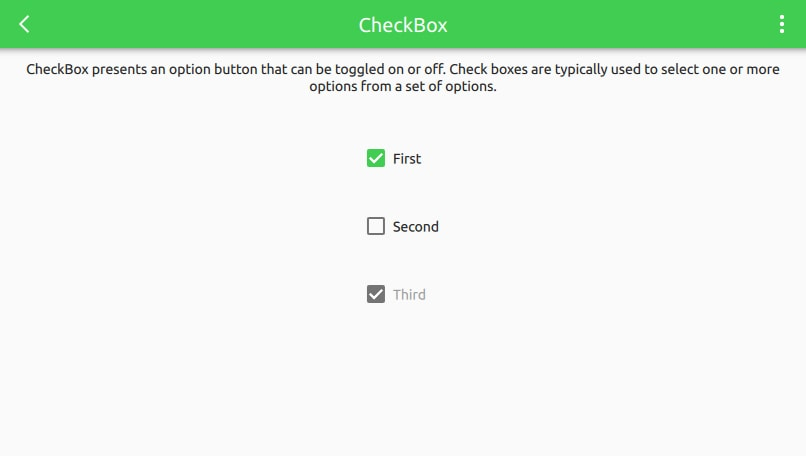 CheckBox
CheckBox presents an option button that can be toggled on or off. Check boxes are typically used to select one or more
options from a set of options.
First
Second
Third